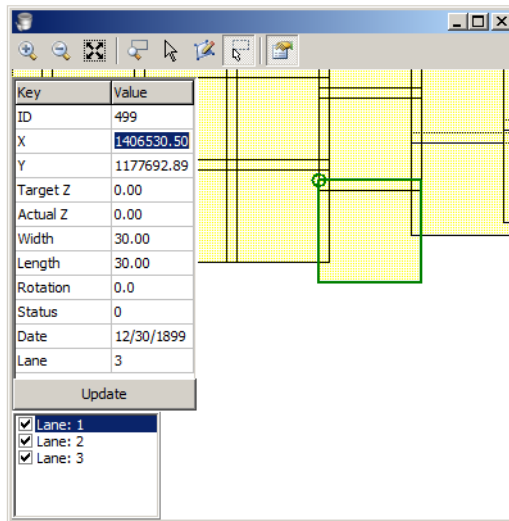 Key Value
ID 499
X 1406530.50
Y 1177692.89
Target Z 0.00
Actual Z 0.00
Width 30.00
Length 30.00
Rotation 0.0
Status 0
Date 12/30/1899
Lane 3
Update
Lane: 1
Lane: 2
Lane: 3